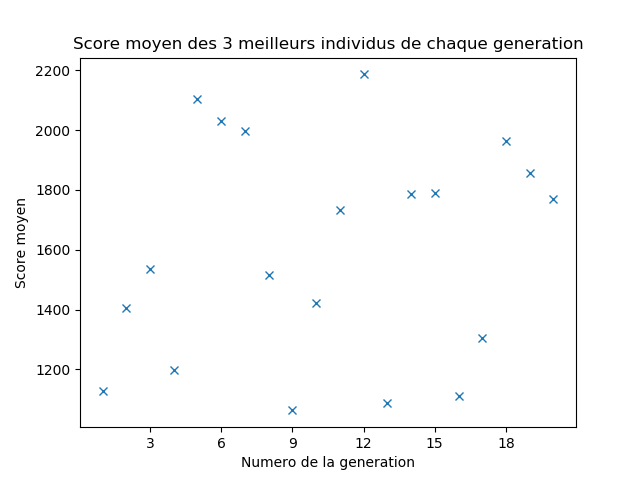 Score moyen des 3 meilleurs individus de chaque generation
2200
2000
1800
1600
1400
1200
Score moyen
3 6 9 12 15 18
Numero de la generation